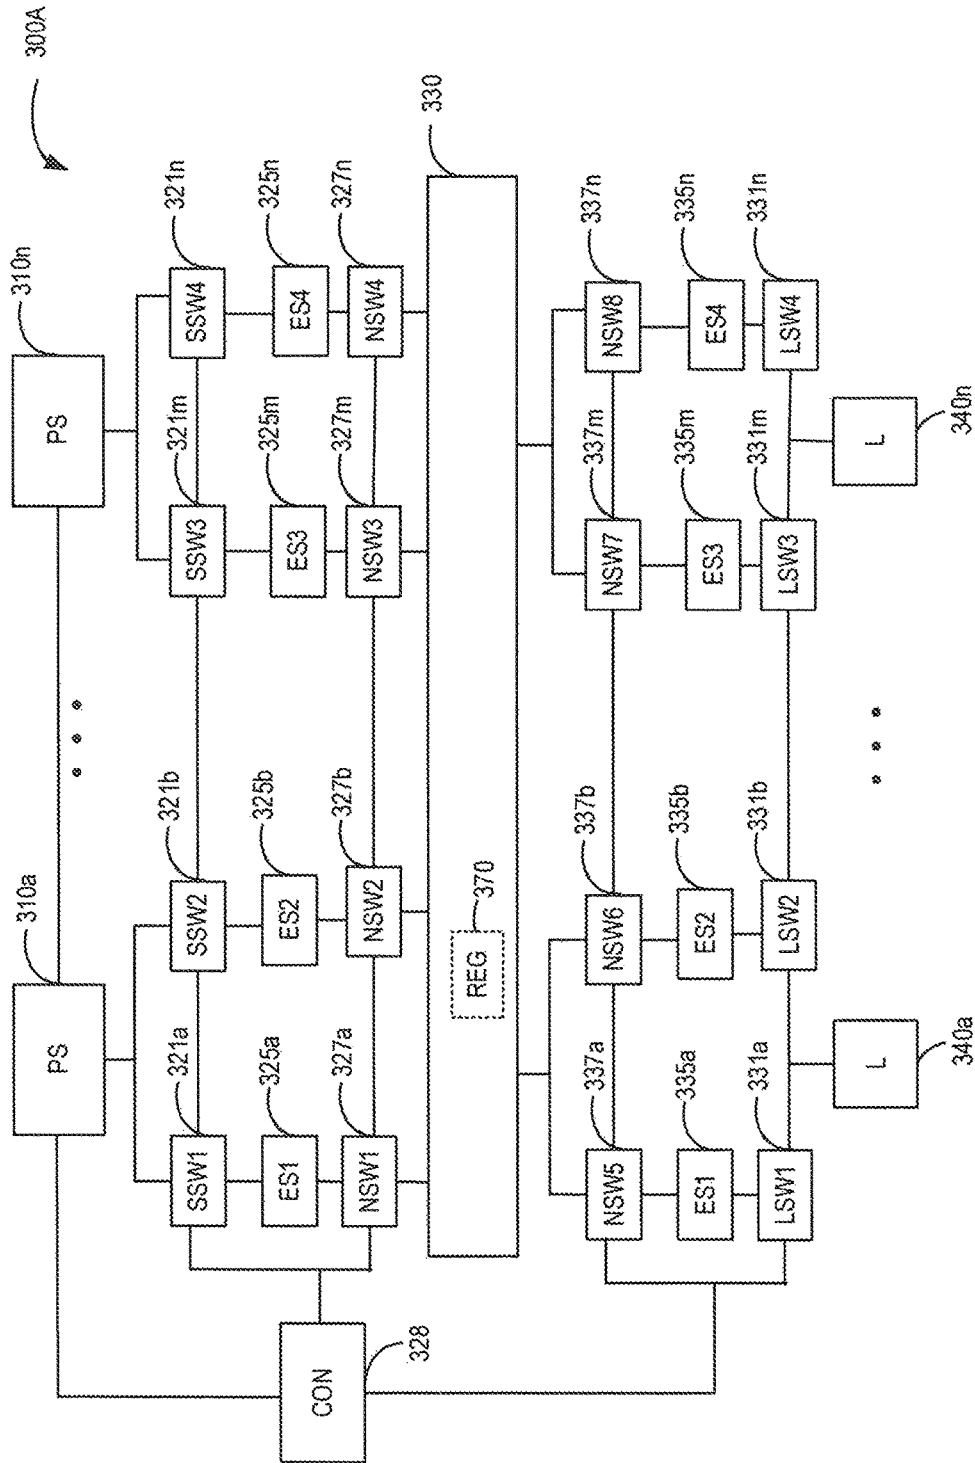 300A
310a
310n
PS
PS
321a
321b
321m
321n
SSW1
SSW2
SSW3
SSW4
325a
325b
325m
325n
ES1
ES2
ES3
ES4
327a
327b
327m
327n
NSW1
NSW2
NSW3
NSW4
CON
328
330
REG
370
337a
337b
337m
337n
NSW5
NSW6
NSW7
NSW8
335a
335b
335m
335n
ES1
ES2
ES3
ES4
331a
331b
331m
331n
LSW1
LSW2
LSW3
LSW4
L
L
340a
340n